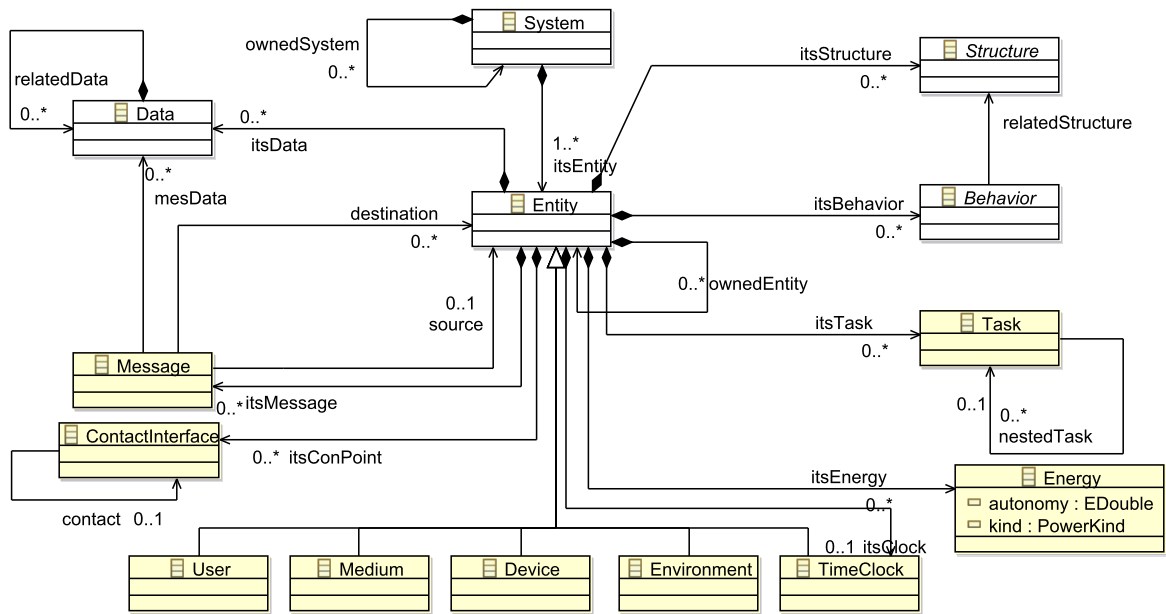 System
ownedSystem
0..*
itsStructure
0..*
Structure
relatedData
0..*
Data
0..*
itsData
1..*
itsEntity
relatedStructure
0..*
mesData
Entity
itsBehavior
0..*
Behavior
destination
0..*
0..*ownedEntity
0..1
source
itsTask
0..*
Task
Message
0..*itsMessage
0..1
0..*
nestedTask
ContactInterface
0..* itsConPoint
contact 0..1
itsEnergy
0..*
Energy
autonomy : EDouble
kind : PowerKind
0..1 itsClock
User
Medium
Device
Environment
TimeClock